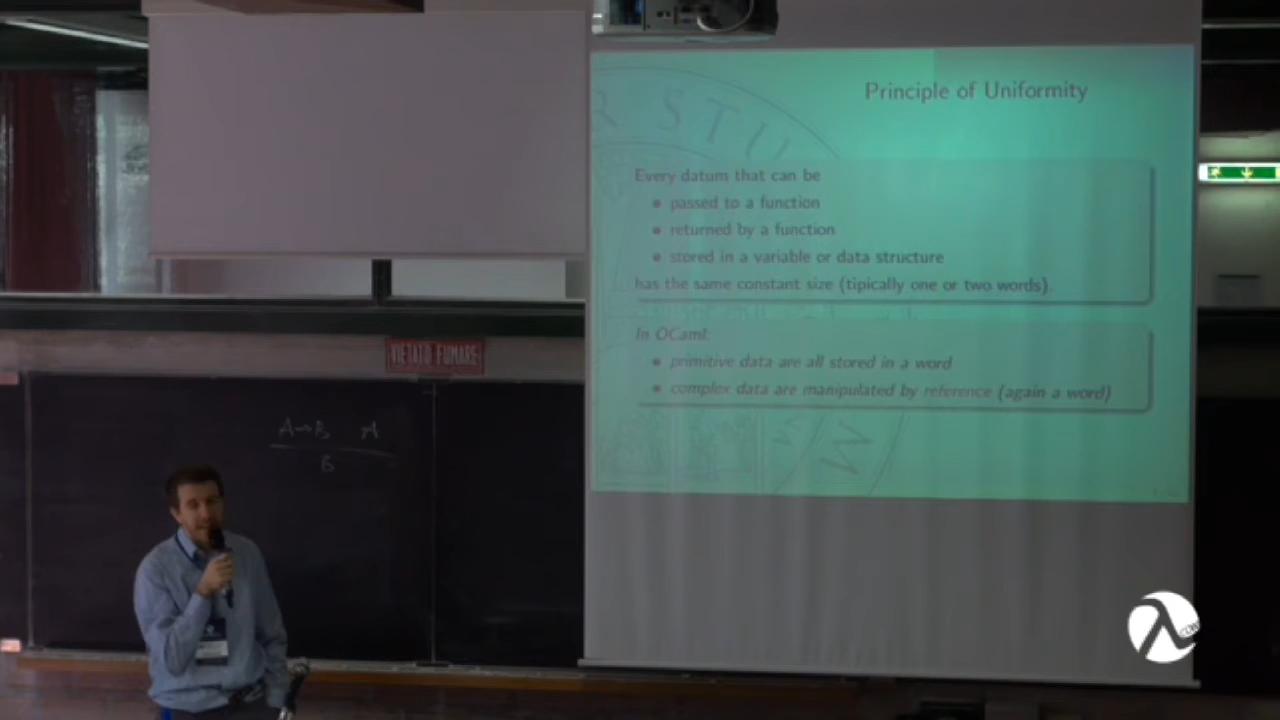 R STU
Principle of Uniformity
Every datum that can be
• passed to a function
• returned by a function
• stored in a variable or data structure
has the same constant size (tipically one or two words).
In OCaml:
• primitive data are all stored in a word
• complex data are manipulated by reference (again a word)
VIETATO FUMARE
A→B A
B
λ
CON